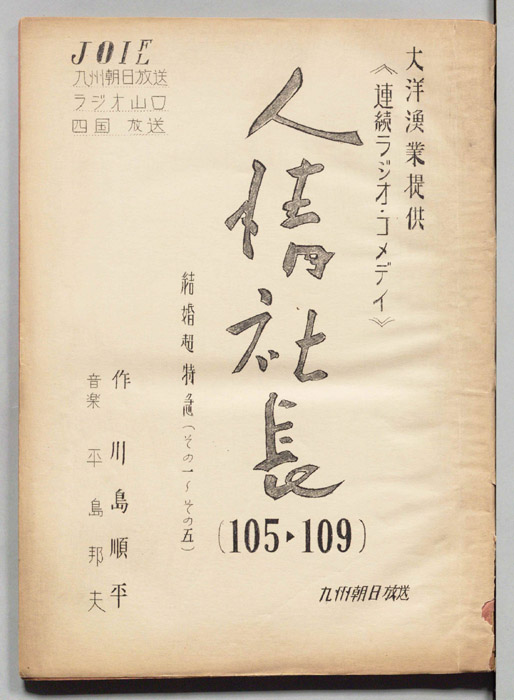 大洋漁業提供
《連続ラジオ・コメディ》
人情社長
(105▸109)
結婚超特急(その一〜その五)
作 川島順平
音楽 平島邦夫
JOIF
九州朝日放送
ラジオ山口
四国放送
九州朝日放送